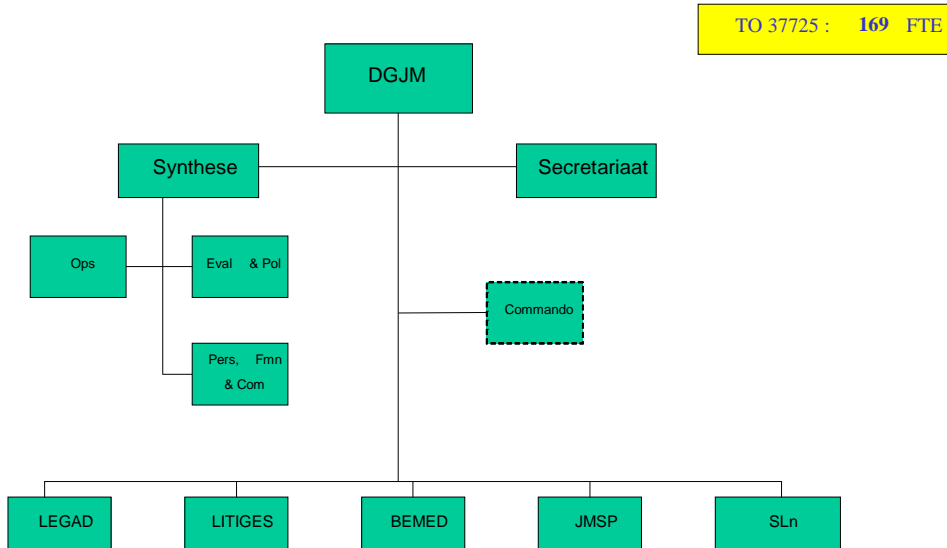 TO 37725 : 169 FTE
DGJM
Synthese
Secretariaat
Ops
Eval & Pol
Commando
Pers, Fmn
& Com
LEGAD
LITIGES
BEMED
JMSP
SLn